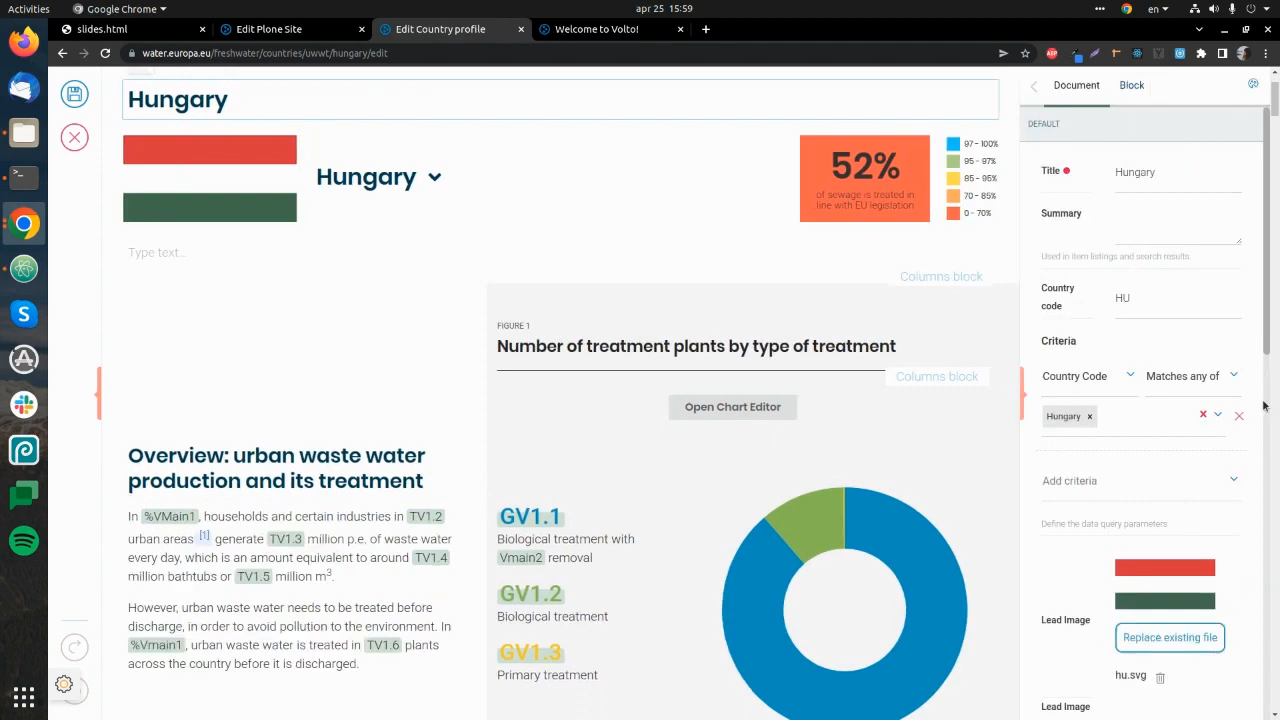 Activities
Google Chrome
apr 25 15:59
en
slides.html
Edit Plone Site
Edit Country profile
Welcome to Volto!
water.europa.eu/freshwater/countries/uwwt/hungary/edit
Hungary
Hungary
52%
of sewage is treated in
line with EU legislation
97 - 100%
95 - 97%
85 - 95%
70 - 85%
0 - 70%
Type text…
Columns block
FIGURE 1
Number of treatment plants by type of treatment
Columns block
Open Chart Editor
Overview: urban waste water
production and its treatment
In %VMain1, households and certain industries in TV1.2
urban areas [1] generate TV1.3 million p.e. of waste water
every day, which is an amount equivalent to around TV1.4
million bathtubs or TV1.5 million m3.
However, urban waste water needs to be treated before
discharge, in order to avoid pollution to the environment. In
%Vmain1, urban waste water is treated in TV1.6 plants
across the country before it is discharged.
GV1.1
Biological treatment with
Vmain2 removal
GV1.2
Biological treatment
GV1.3
Primary treatment
Document
Block
DEFAULT
Title
Hungary
Summary
Used in item listings and search results.
Country
code
HU
Criteria
Country Code
Matches any of
Hungary
Add criteria
Define the data query parameters
Lead Image
Replace existing file
hu.svg
Lead Image